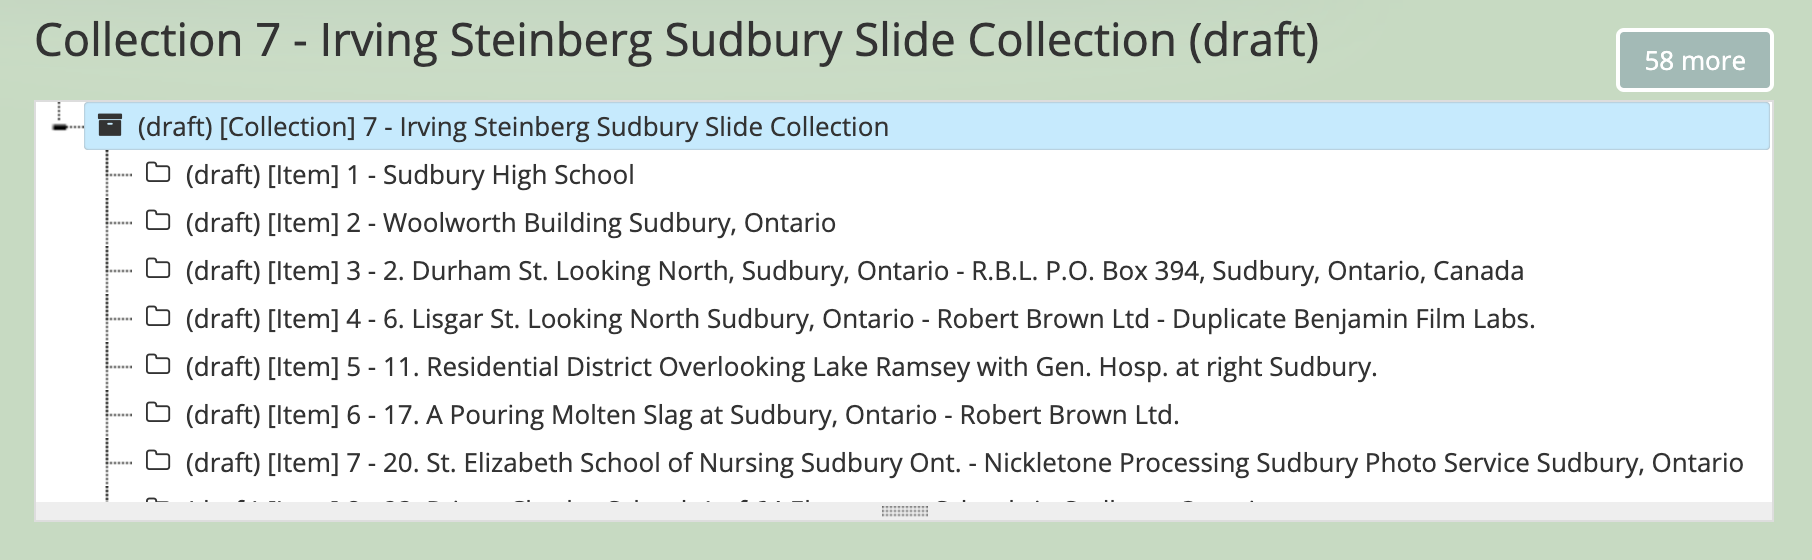 Collection 7 - Irving Steinberg Sudbury Slide Collection (draft)
58 more
(draft) [Collection] 7 - Irving Steinberg Sudbury Slide Collection
(draft) [Item] 1 - Sudbury High School
(draft) [Item] 2 - Woolworth Building Sudbury, Ontario
(draft) [Item] 3 - 2. Durham St. Looking North, Sudbury, Ontario - R.B.L. P.O. Box 394, Sudbury, Ontario, Canada
(draft) [Item] 4 - 6. Lisgar St. Looking North Sudbury, Ontario - Robert Brown Ltd - Duplicate Benjamin Film Labs.
(draft) [Item] 5 - 11. Residential District Overlooking Lake Ramsey with Gen. Hosp. at right Sudbury.
(draft) [Item] 6 - 17. A Pouring Molten Slag at Sudbury, Ontario - Robert Brown Ltd.
(draft) [Item] 7 - 20. St. Elizabeth School of Nursing Sudbury Ont. - Nickletone Processing Sudbury Photo Service Sudbury, Ontario